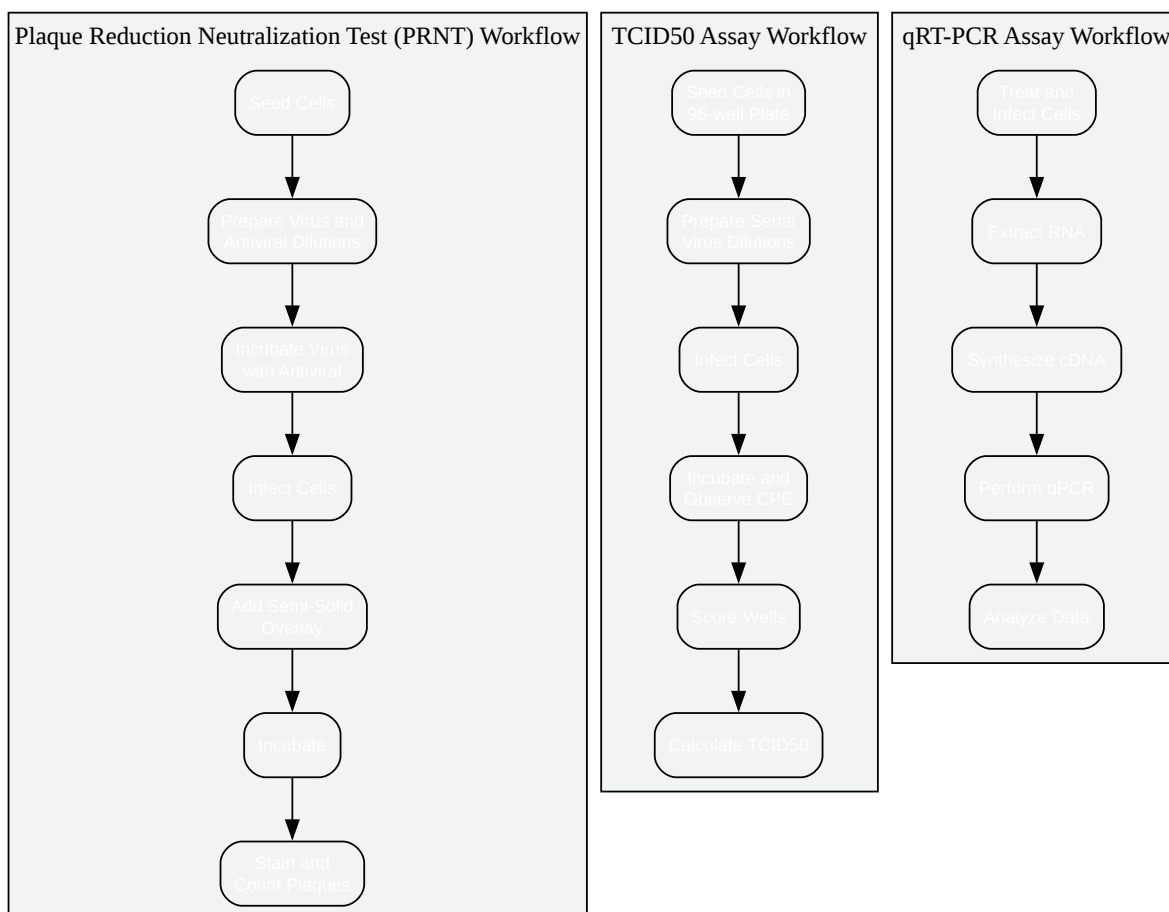 Plaque Reduction Neutralization Test (PRNT) Workflow
Seed Cells
Prepare Virus and
Antiviral Dilutions
Incubate Virus
with Antiviral
Infect Cells
Add Semi-Solid
Overlay
Incubate
Stain and
Count Plaques
TCID50 Assay Workflow
Seed Cells in
96-well Plate
Prepare Serial
Virus Dilutions
Infect Cells
Incubate and
Observe CPE
Score Wells
Calculate TCID50
qRT-PCR Assay Workflow
Treat and
Infect Cells
Extract RNA
Synthesize cDNA
Perform qPCR
Analyze Data